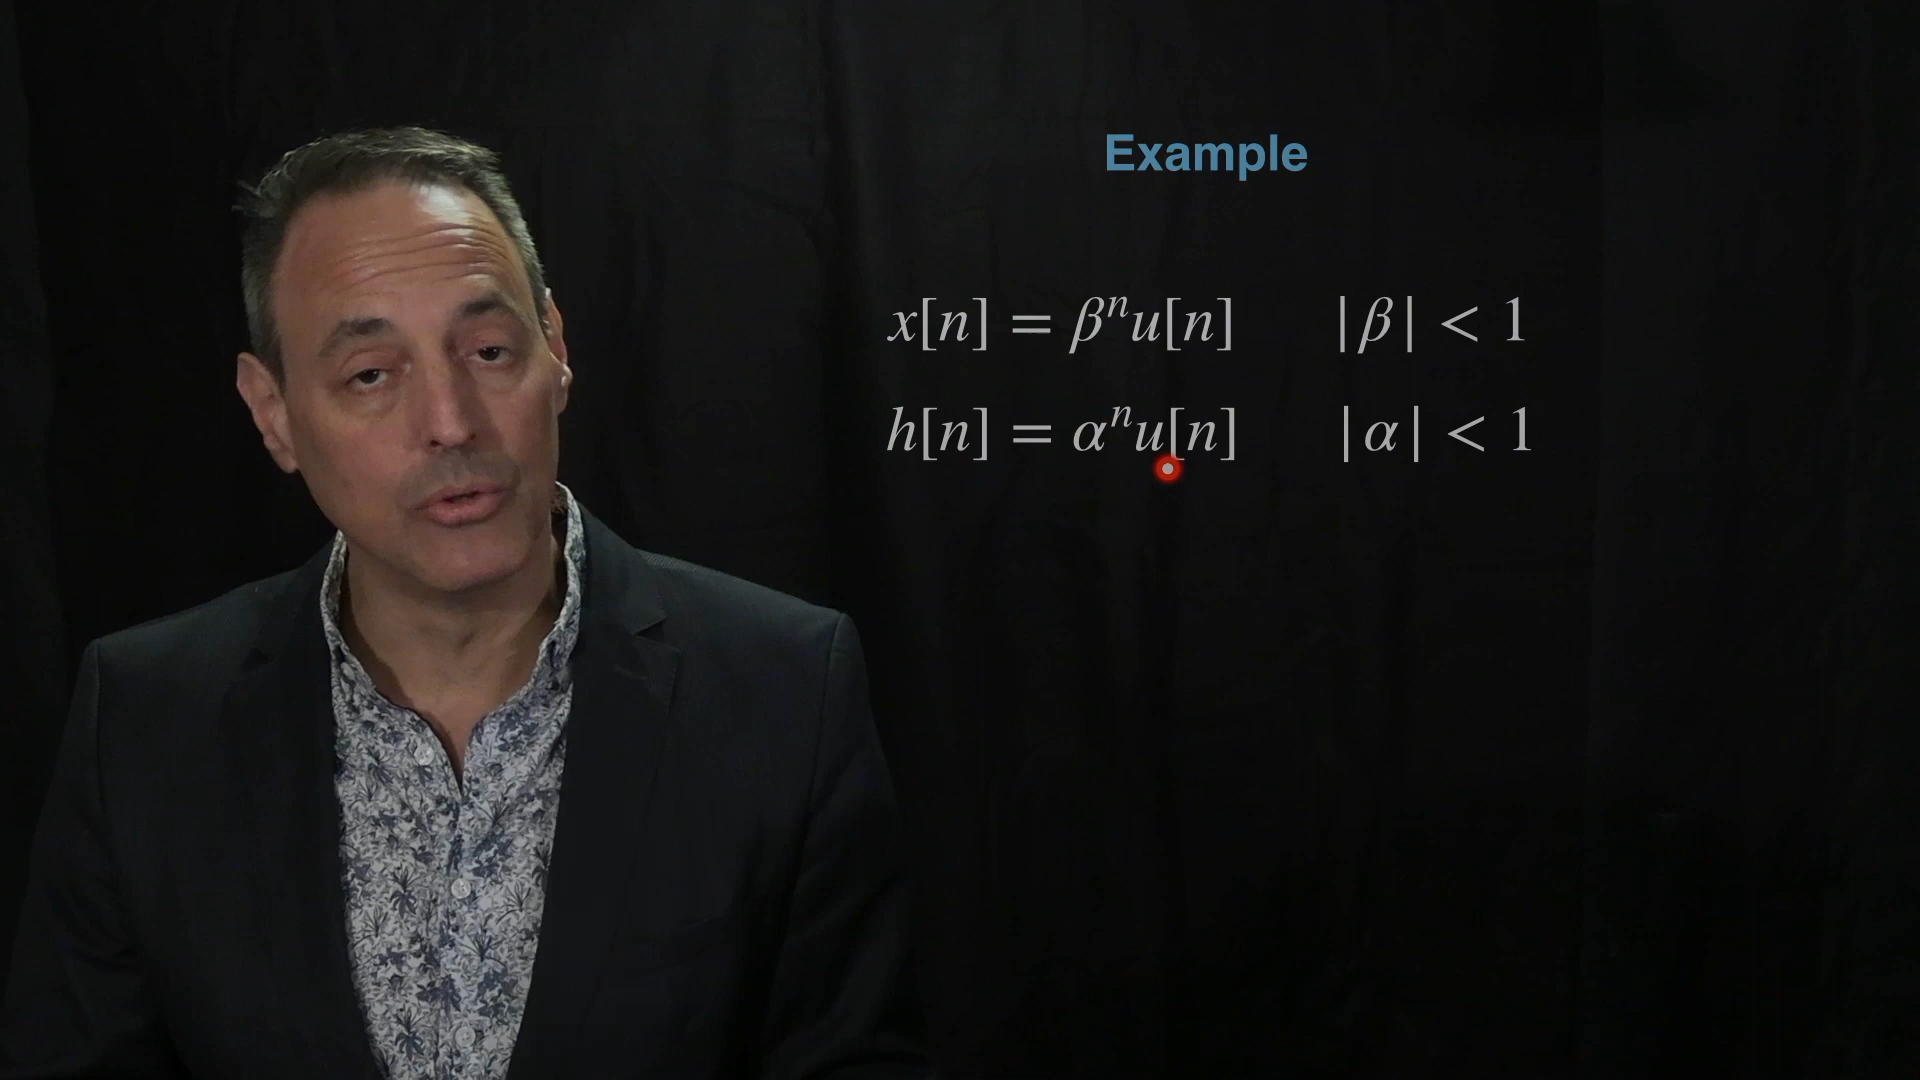 Example
x[n] = βⁿu[n] |β| < 1
h[n] = αⁿu[n] |α| < 1